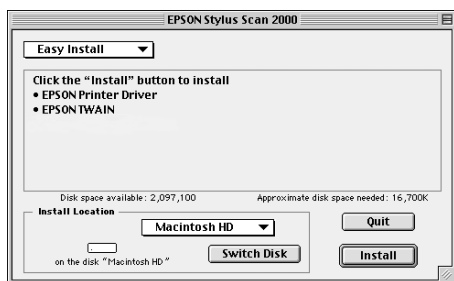 EPSON Stylus Scan 2000
Easy Install
Click the “Install” button to install
• EPSON Printer Driver
• EPSON TWAIN
Disk space available: 2,097,100
Approximate disk space needed: 16,700K
Install Location
Macintosh HD
on the disk “Macintosh HD”
Switch Disk
Quit
Install